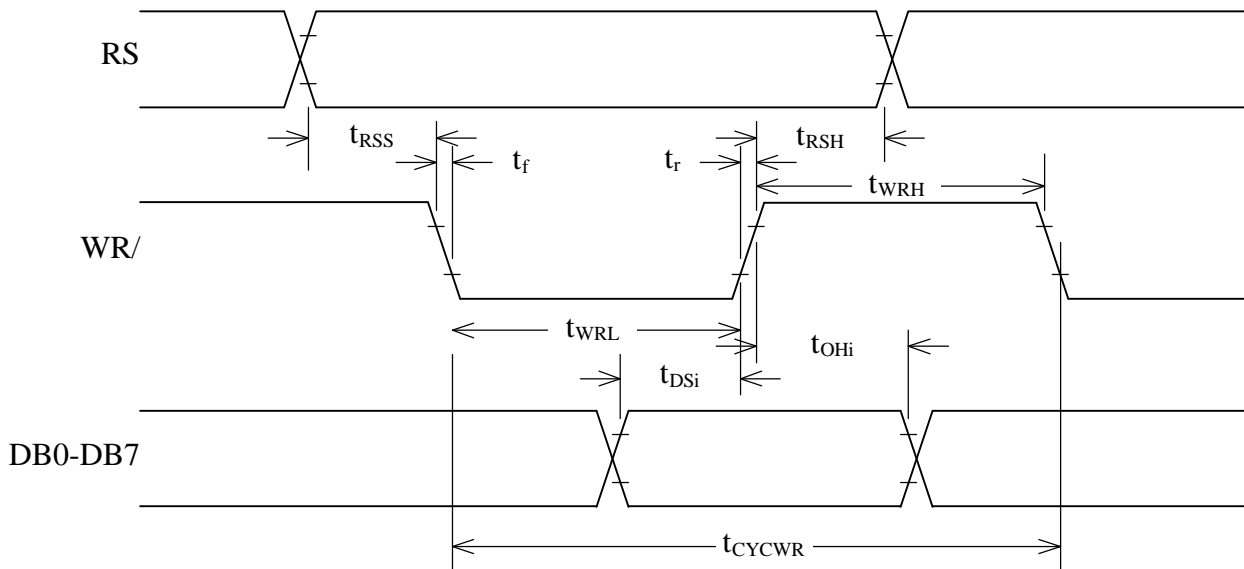 RS
tRSS
tf
tr
tRSH
tWRH
WR/
tWRL
tOHi
tDSi
DB0-DB7
tCYCWR